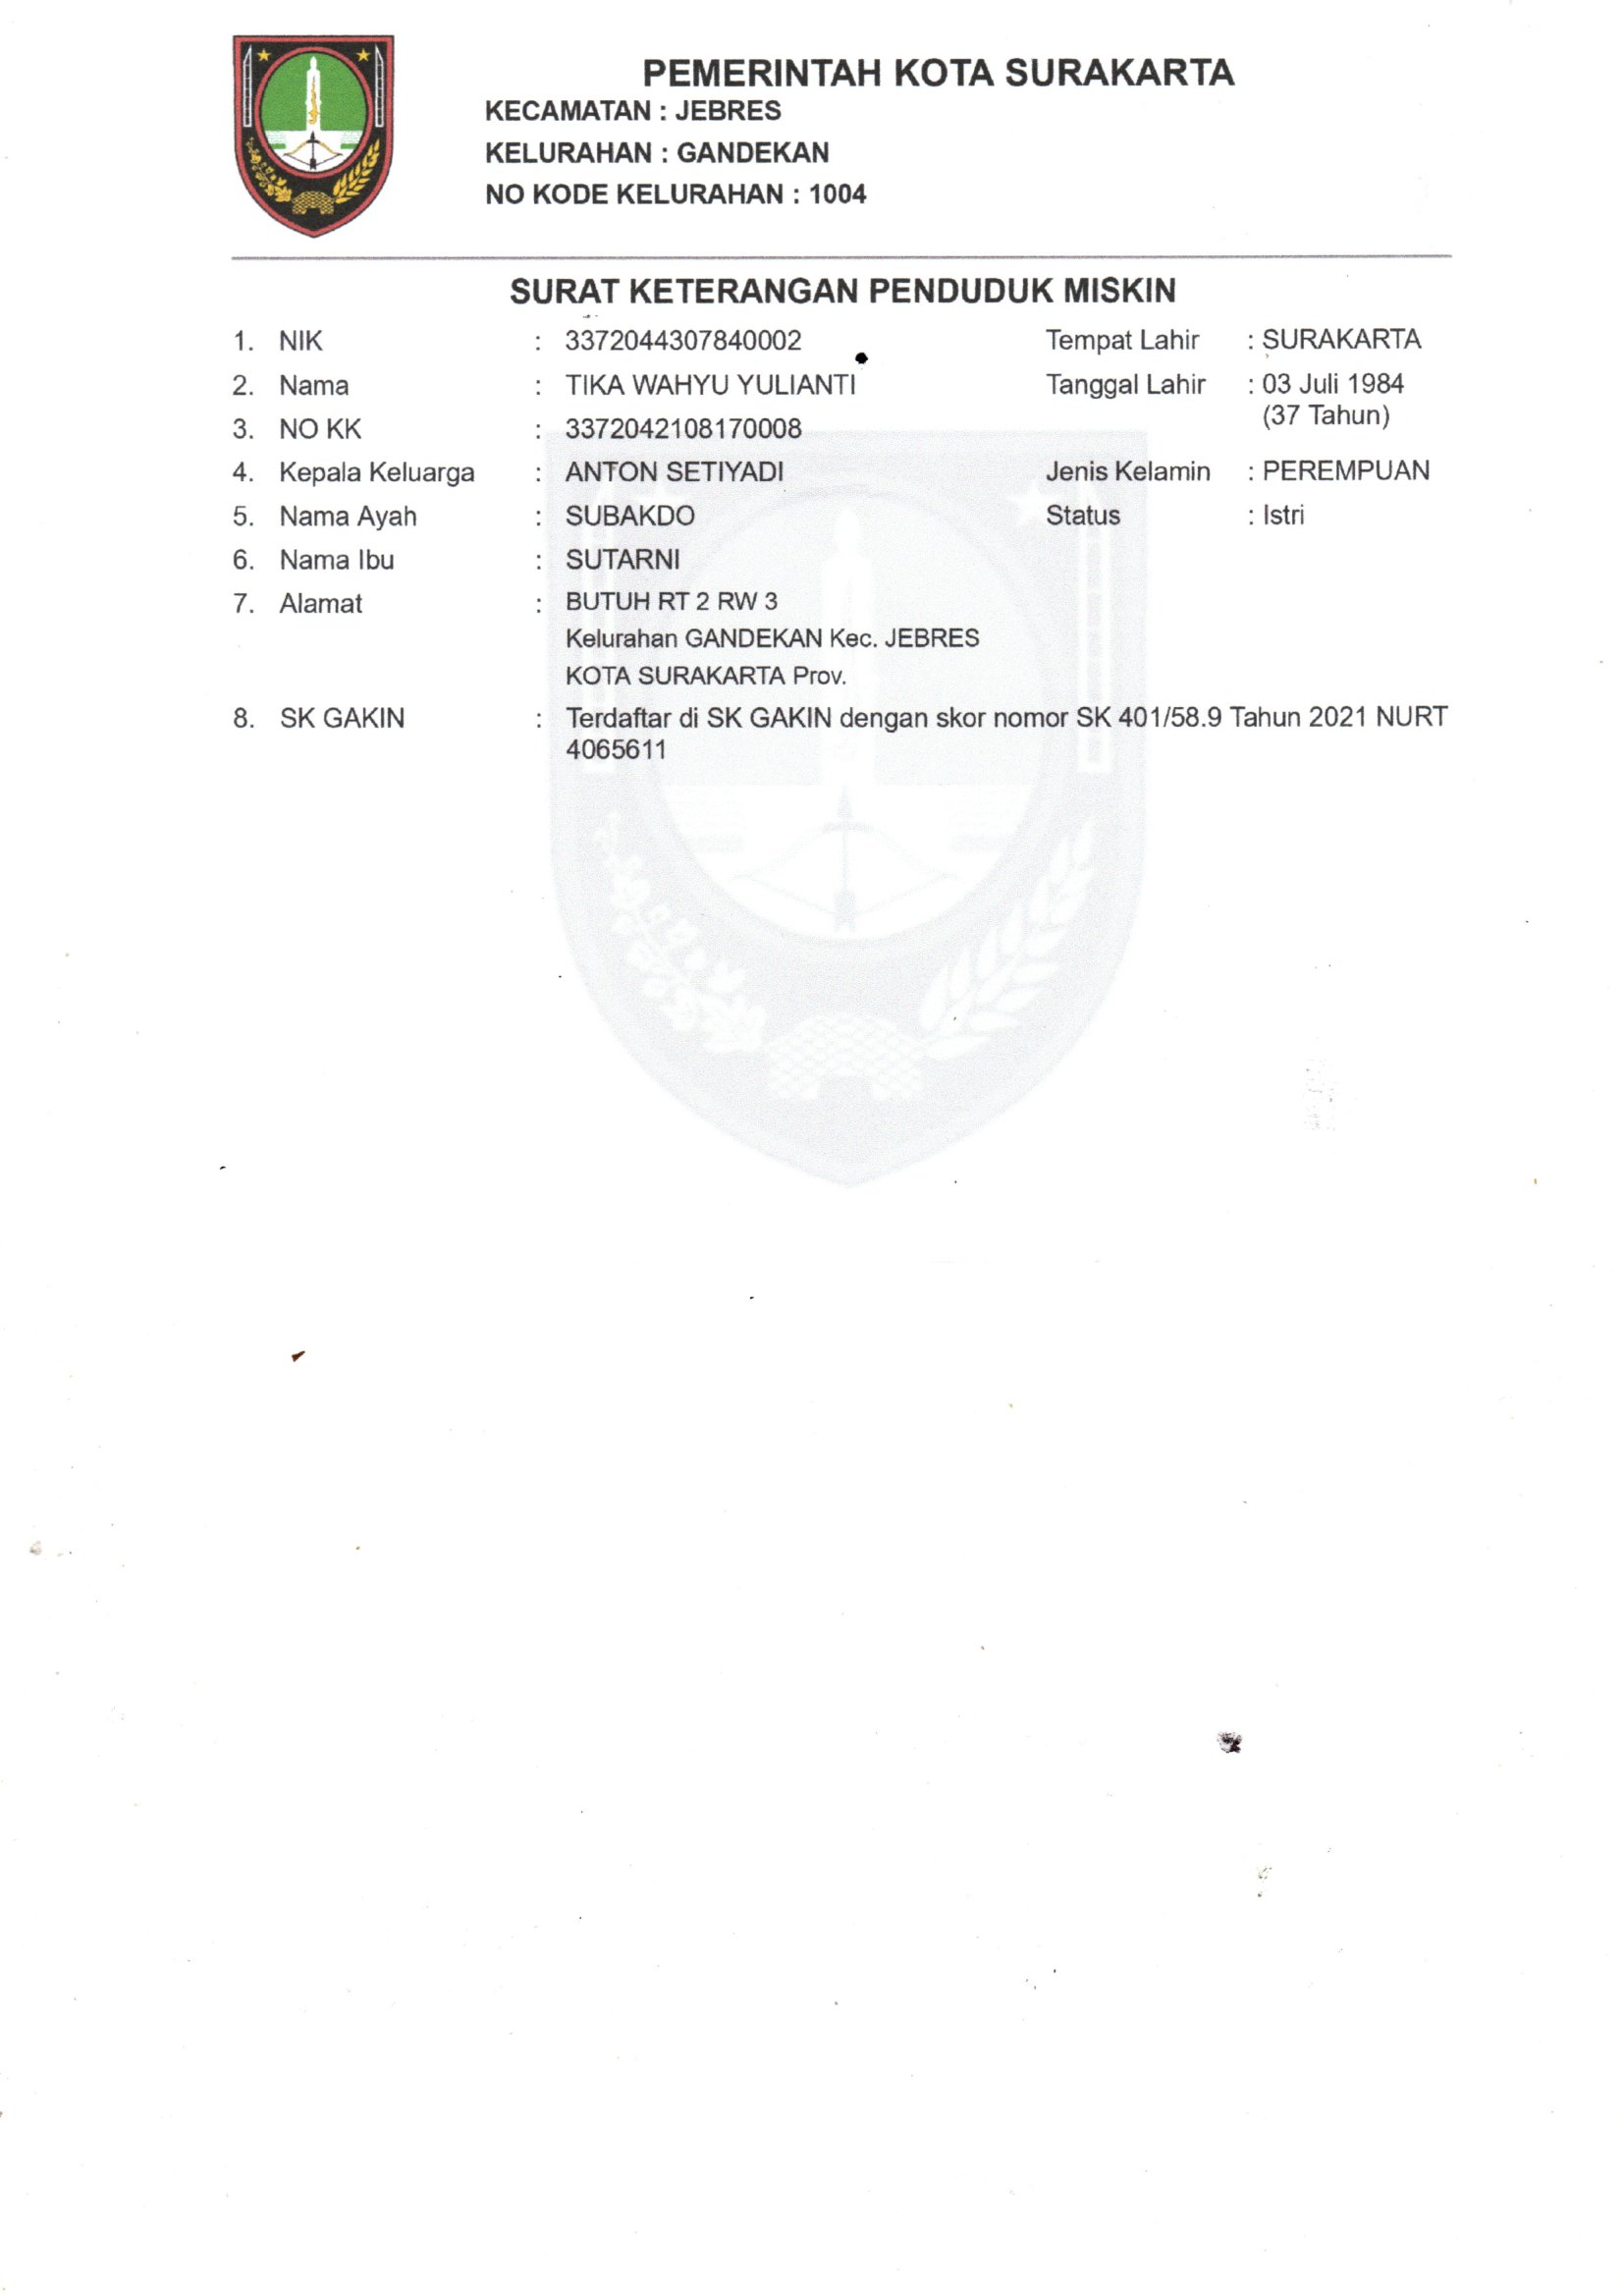 PEMERINTAH KOTA SURAKARTA
KECAMATAN : JEBRES
KELURAHAN : GANDEKAN
NO KODE KELURAHAN : 1004
SURAT KETERANGAN PENDUDUK MISKIN
1. NIK : 3372044307840002 Tempat Lahir : SURAKARTA
2. Nama : TIKA WAHYU YULIANTI Tanggal Lahir : 03 Juli 1984
(37 Tahun)
3. NO KK : 3372042108170008
4. Kepala Keluarga : ANTON SETIYADI Jenis Kelamin : PEREMPUAN
5. Nama Ayah : SUBAKDO Status : Istri
6. Nama Ibu : SUTARNI
7. Alamat : BUTUH RT 2 RW 3
Kelurahan GANDEKAN Kec. JEBRES
KOTA SURAKARTA Prov.
8. SK GAKIN : Terdaftar di SK GAKIN dengan skor nomor SK 401/58.9 Tahun 2021 NURT
4065611